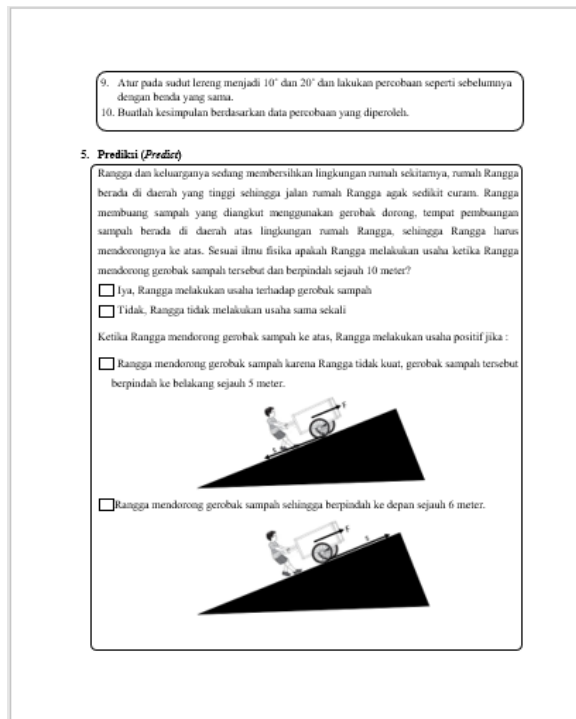 9. Atur pada sudut lereng menjadi 10° dan 20° dan lakukan percobaan seperti sebelumnya
dengan benda yang sama.
10. Buatlah kesimpulan berdasarkan data percobaan yang diperoleh.
5. Prediksi (Predict)
Rangga dan keluarganya sedang membersihkan lingkungan rumah sekitarnya, rumah Rangga
berada di daerah yang tinggi sehingga jalan rumah Rangga agak sedikit curam. Rangga
membuang sampah yang diangkut menggunakan gerobak dorong, tempat pembuangan
sampah berada di daerah atas lingkungan rumah Rangga, sehingga Rangga harus
mendorongnya ke atas. Sesuai ilmu fisika apakah Rangga melakukan usaha ketika Rangga
mendorong gerobak sampah tersebut dan berpindah sejauh 10 meter?
Iya, Rangga melakukan usaha terhadap gerobak sampah
Tidak, Rangga tidak melakukan usaha sama sekali
Ketika Rangga mendorong gerobak sampah ke atas, Rangga melakukan usaha positif jika :
Rangga mendorong gerobak sampah karena Rangga tidak kuat, gerobak sampah tersebut
berpindah ke belakang sejauh 5 meter.
F
s
Rangga mendorong gerobak sampah sehingga berpindah ke depan sejauh 6 meter.
F
s